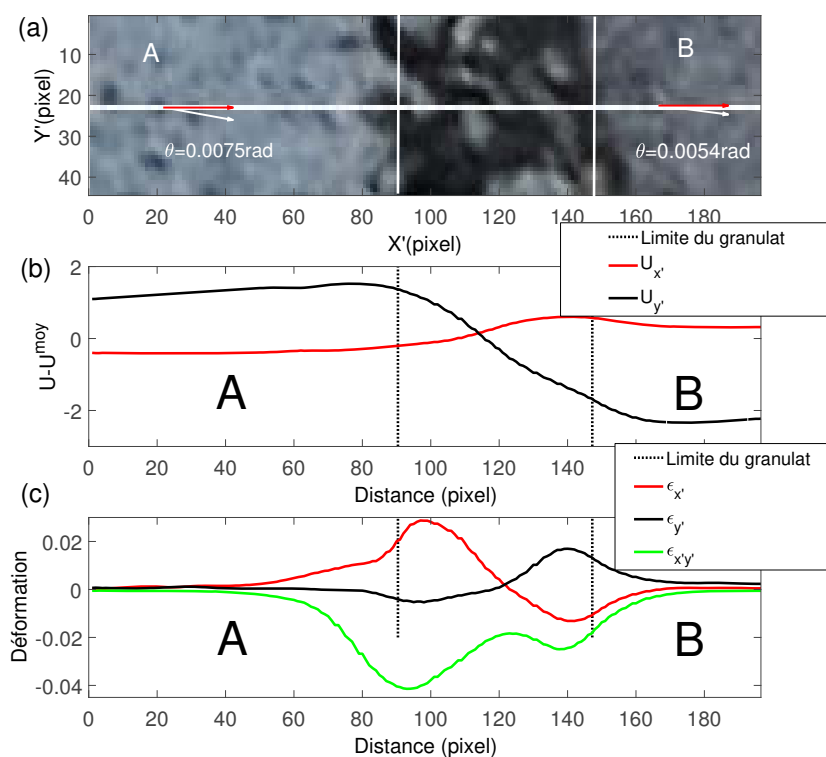 (a)
A
B
θ=0.0075rad
θ=0.0054rad
Y'(pixel)
10
20
30
40
0 20 40 60 80 100 120 140 160 180
X'(pixel)
Limite du granulat
U_x'
U_y'
(b)
U-U^moy
2
0
-2
A
B
0 20 40 60 80 100 120 140 160 180
Distance (pixel)
Limite du granulat
ϵ_x'
ϵ_y'
ϵ_x'y'
(c)
Déformation
0.02
0
-0.02
-0.04
A
B
0 20 40 60 80 100 120 140 160 180
Distance (pixel)